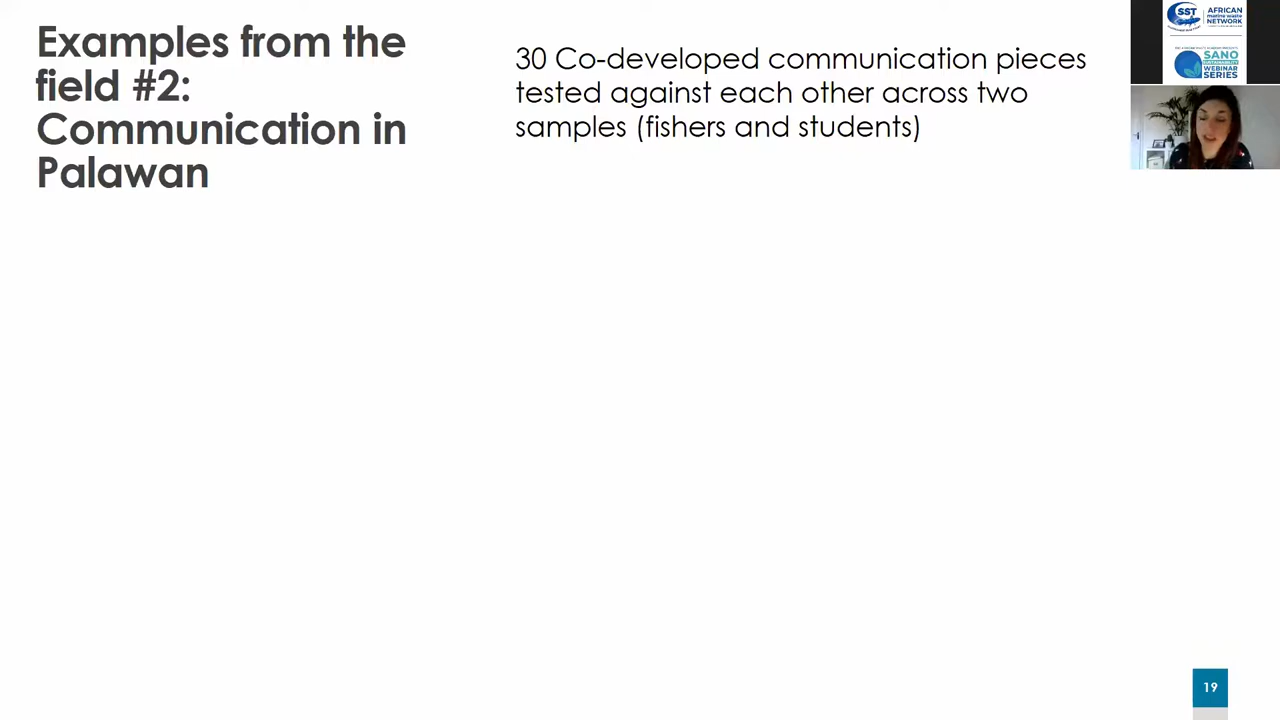 Examples from the
field #2:
Communication in
Palawan
30 Co-developed communication pieces
tested against each other across two
samples (fishers and students)
SST
AFRICAN
marine waste
NETWORK
SANO
WEBINAR
SERIES
19